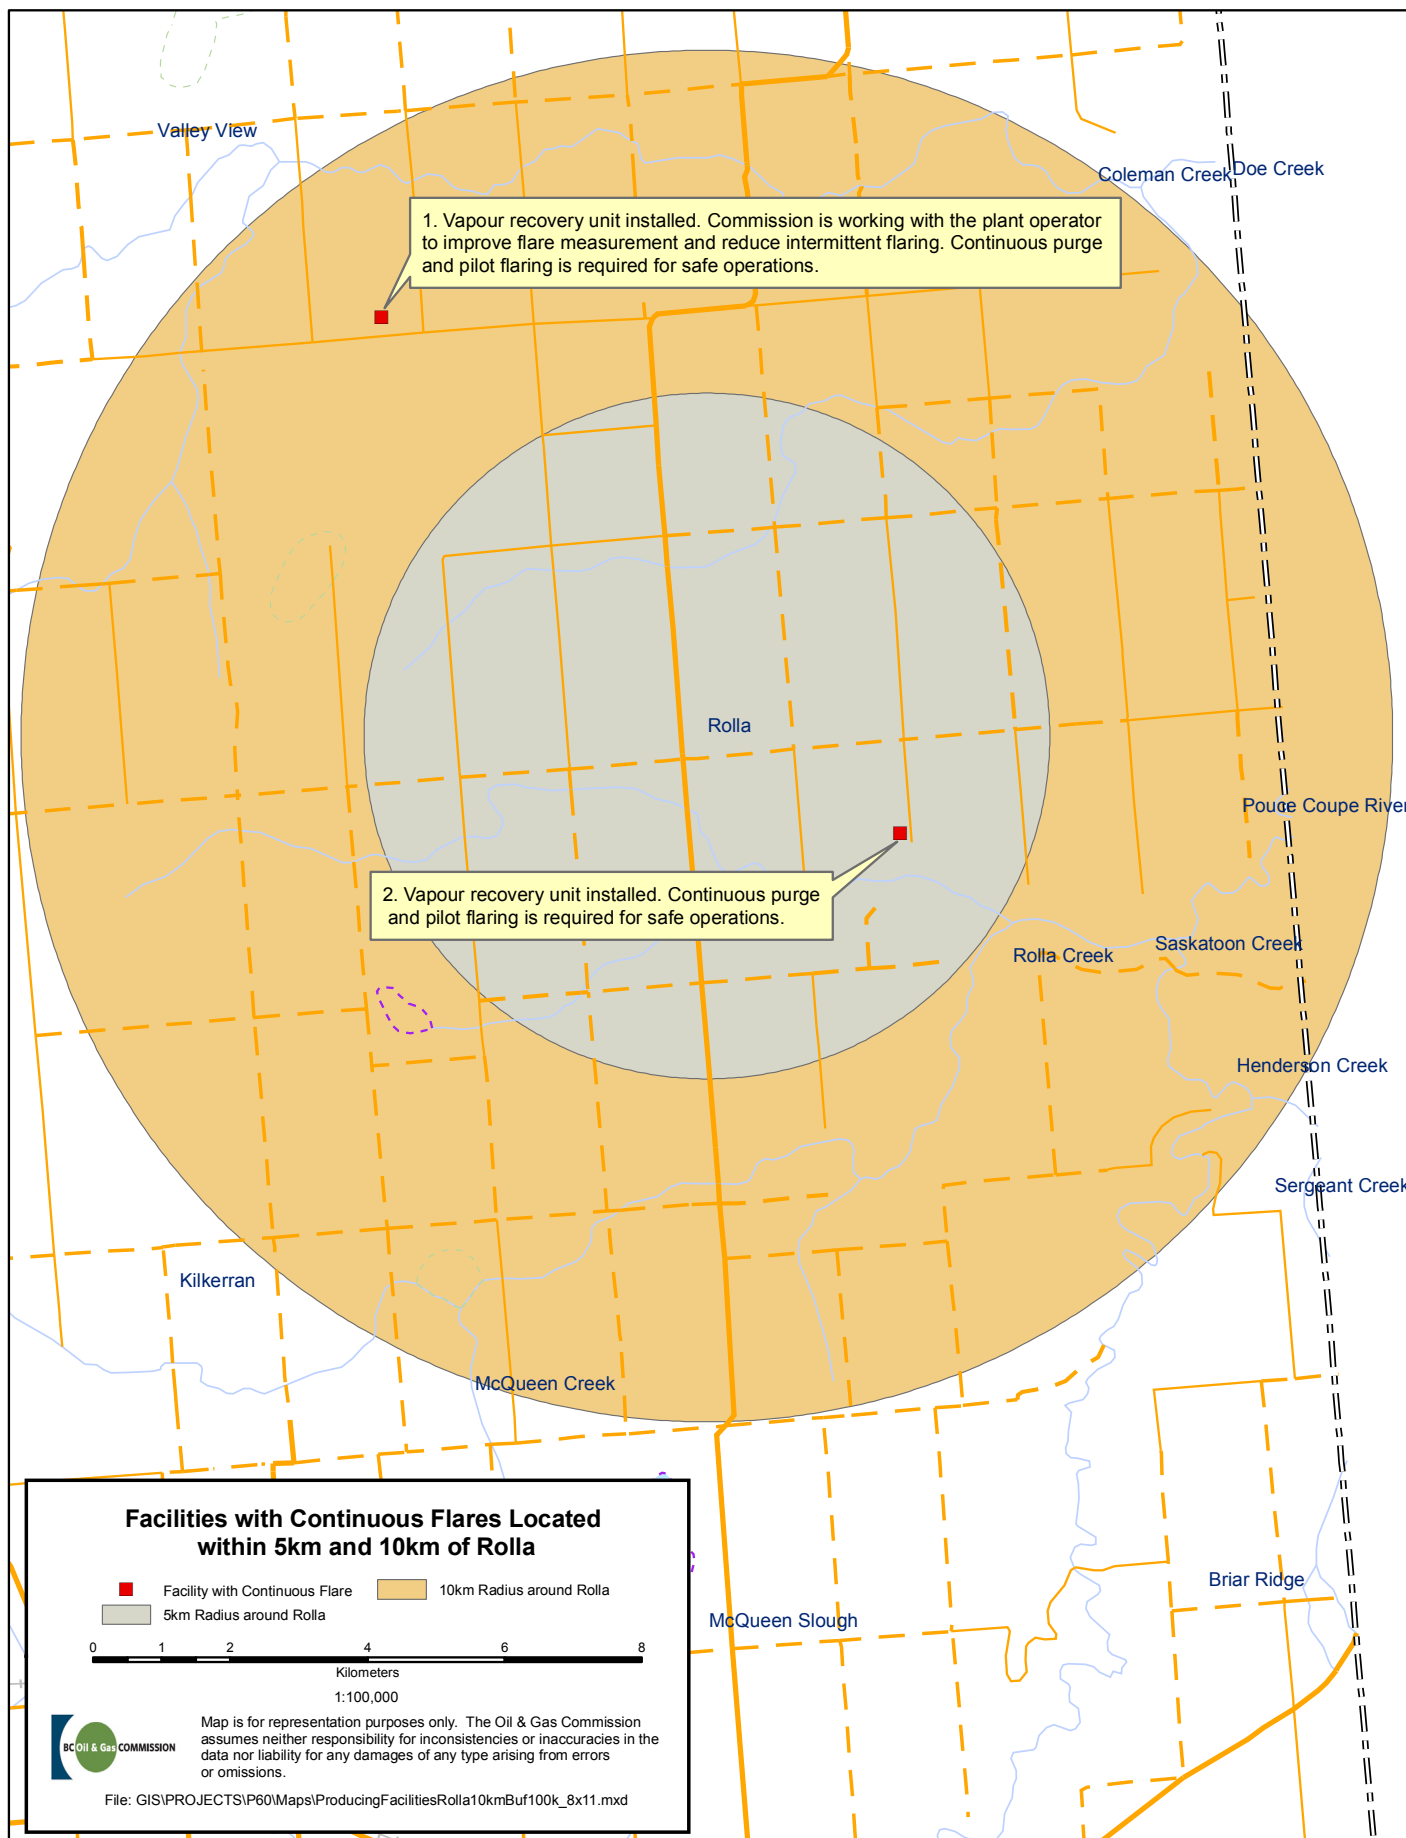 Valley View
Coleman Creek
Doe Creek
1. Vapour recovery unit installed. Commission is working with the plant operator
to improve flare measurement and reduce intermittent flaring. Continuous purge
and pilot flaring is required for safe operations.
Rolla
Pouce Coupe River
2. Vapour recovery unit installed. Continuous purge
and pilot flaring is required for safe operations.
Rolla Creek
Saskatoon Creek
Henderson Creek
Sergeant Creek
Kilkerran
McQueen Creek
Facilities with Continuous Flares Located
within 5km and 10km of Rolla
Facility with Continuous Flare
10km Radius around Rolla
5km Radius around Rolla
0 1 2 4 6 8
Kilometers
1:100,000
BC Oil & Gas COMMISSION
Map is for representation purposes only. The Oil & Gas Commission
assumes neither responsibility for inconsistencies or inaccuracies in the
data nor liability for any damages of any type arising from errors
or omissions.
File: GIS\PROJECTS\P60\Maps\ProducingFacilitiesRolla10kmBuf100k_8x11.mxd
Briar Ridge
McQueen Slough